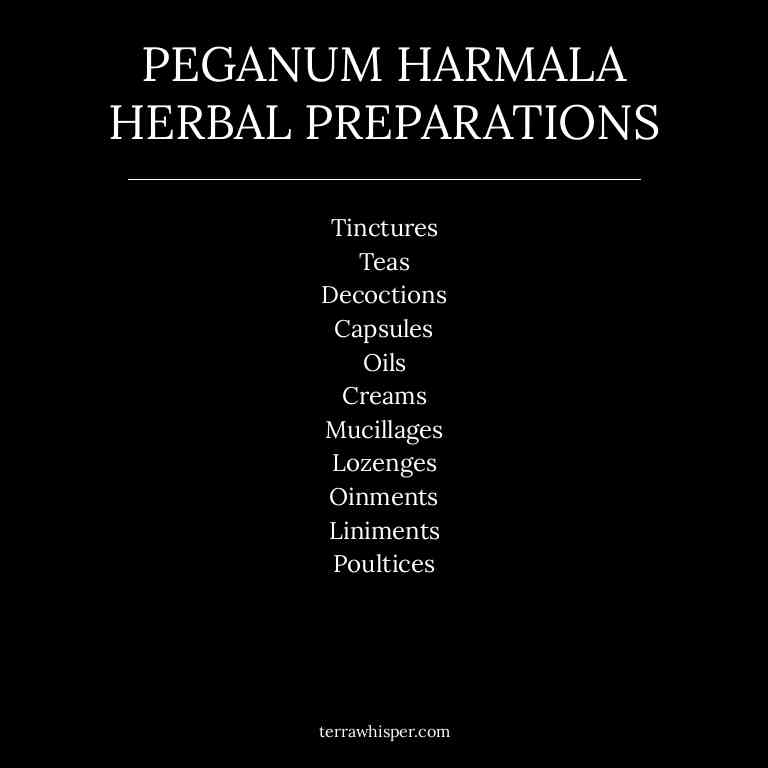 PEGANUM HARMALA
HERBAL PREPARATIONS
Tinctures
Teas
Decoctions
Capsules
Oils
Creams
Mucillages
Lozenges
Oinments
Liniments
Poultices
terrawhisper.com